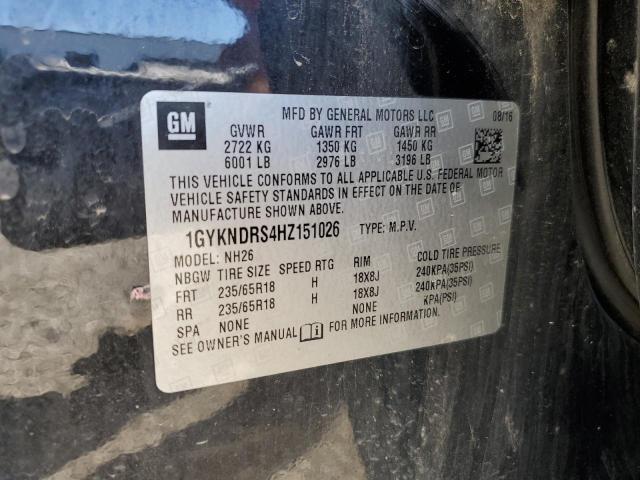 GM
MFD BY GENERAL MOTORS LLC 08/16
GVWR GAWR FRT GAWR RR
2722 KG 1350 KG 1450 KG
6001 LB 2976 LB 3196 LB
THIS VEHICLE CONFORMS TO ALL APPLICABLE U.S. FEDERAL MOTOR
VEHICLE SAFETY STANDARDS IN EFFECT ON THE DATE OF
MANUFACTURE SHOWN ABOVE.
1GYKNDRS4HZ151026 TYPE: M.P.V.
MODEL: NH26
NBGW TIRE SIZE SPEED RTG RIM COLD TIRE PRESSURE
FRT 235/65R18 H 18X8J 240KPA(35PSI)
RR 235/65R18 H 18X8J 240KPA(35PSI)
SPA NONE NONE KPA(PSI)
SEE OWNER'S MANUAL FOR MORE INFORMATION.